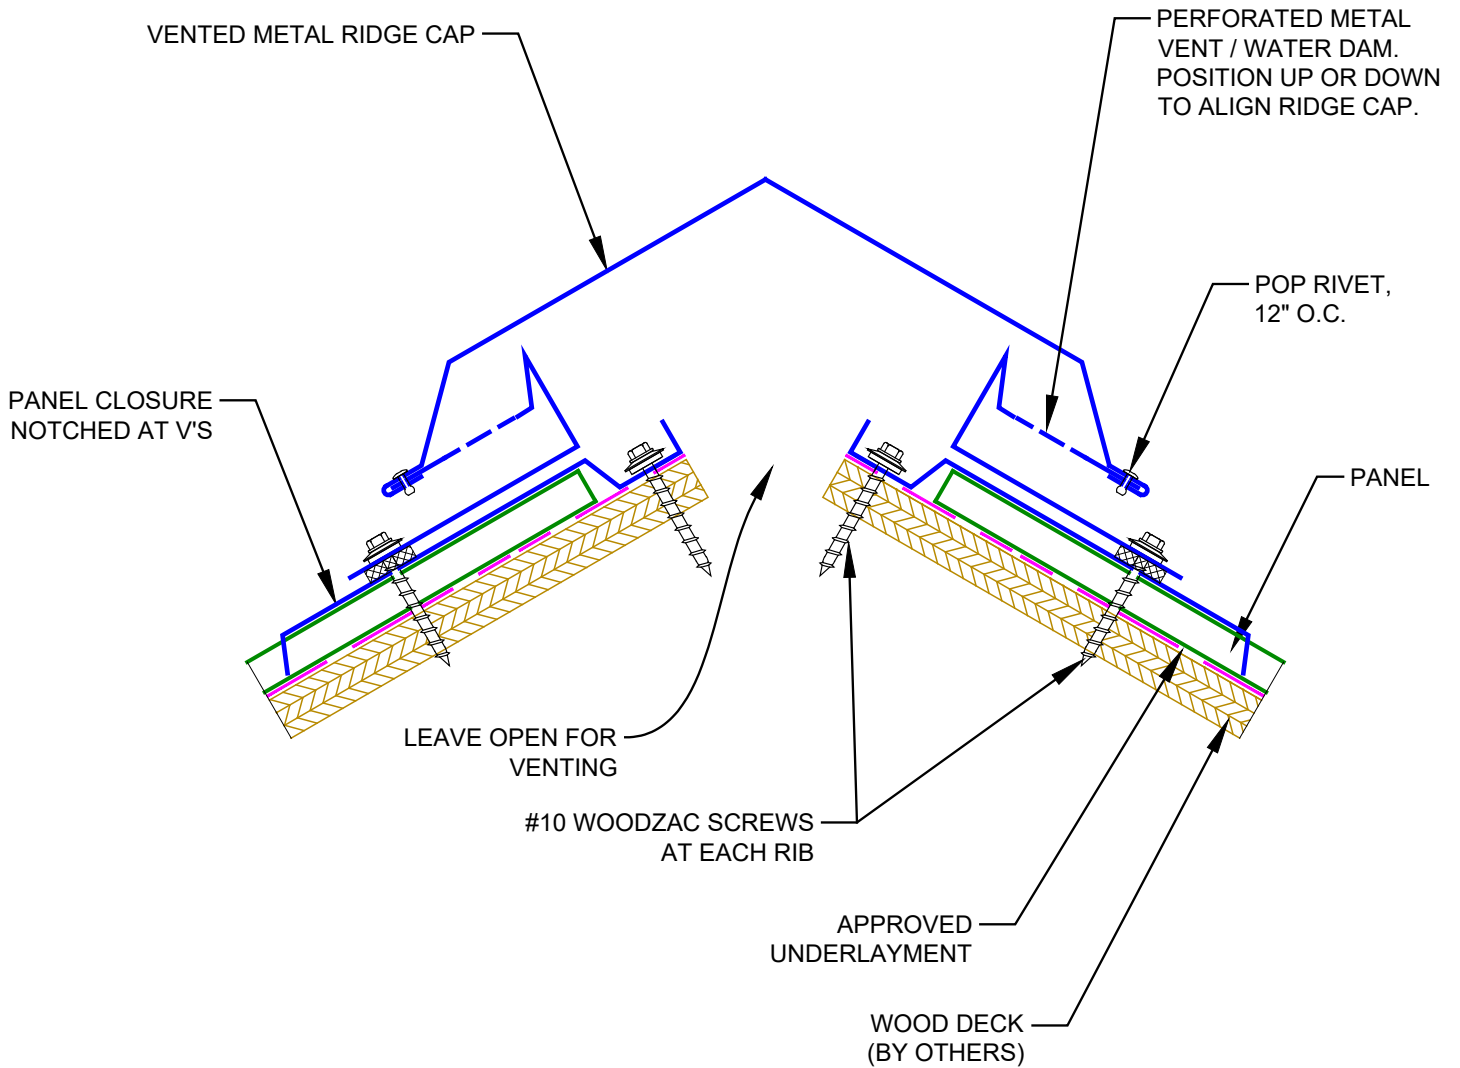 VENTED METAL RIDGE CAP
PERFORATED METAL
VENT / WATER DAM.
POSITION UP OR DOWN
TO ALIGN RIDGE CAP.
POP RIVET,
12" O.C.
PANEL CLOSURE
NOTCHED AT V'S
PANEL
LEAVE OPEN FOR
VENTING
#10 WOODZAC SCREWS
AT EACH RIB
APPROVED
UNDERLAYMENT
WOOD DECK
(BY OTHERS)